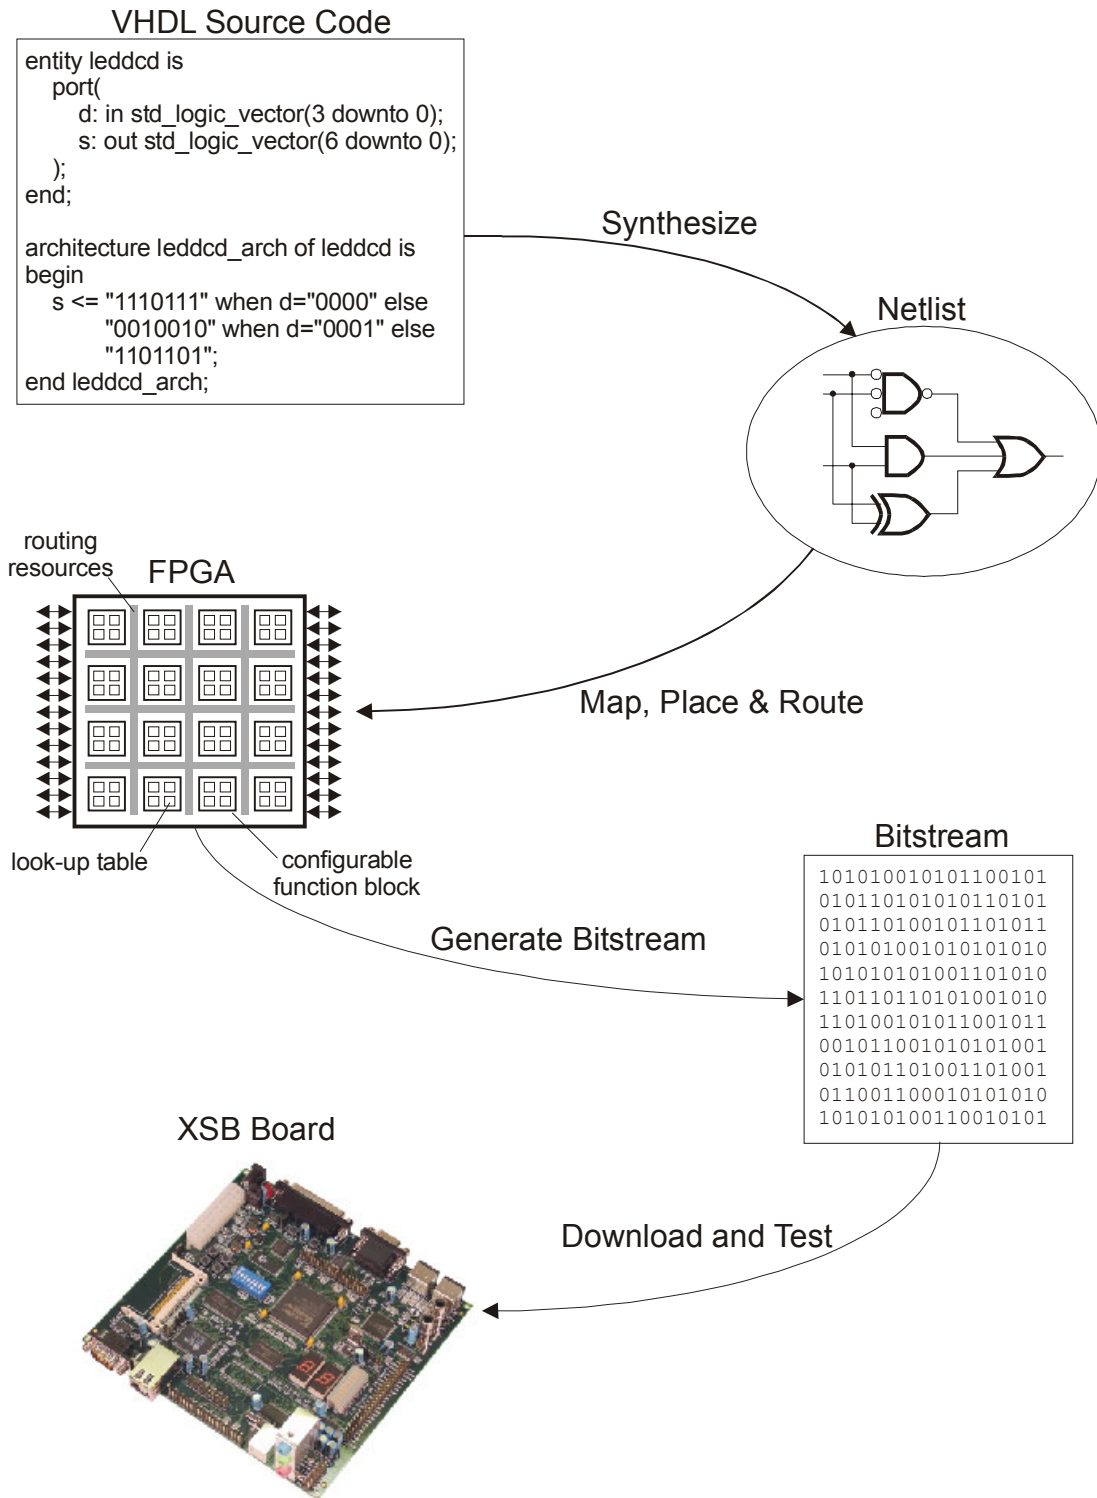 VHDL Source Code
entity leddcd is
port(
d: in std_logic_vector(3 downto 0);
s: out std_logic_vector(6 downto 0);
);
end;
architecture leddcd_arch of leddcd is
begin
s <= "1110111" when d="0000" else
"0010010" when d="0001" else
"1101101";
end leddcd_arch;
Synthesize
Netlist
routing
resources
FPGA
Map, Place & Route
look-up table
configurable
function block
Generate Bitstream
Bitstream
101010010101100101
010110101010110101
010110100101101011
010101001010101010
101010101001101010
110110110101001010
110100101011001011
001011001010101001
010101101001101001
011001100010101010
101010100110010101
XSB Board
Download and Test